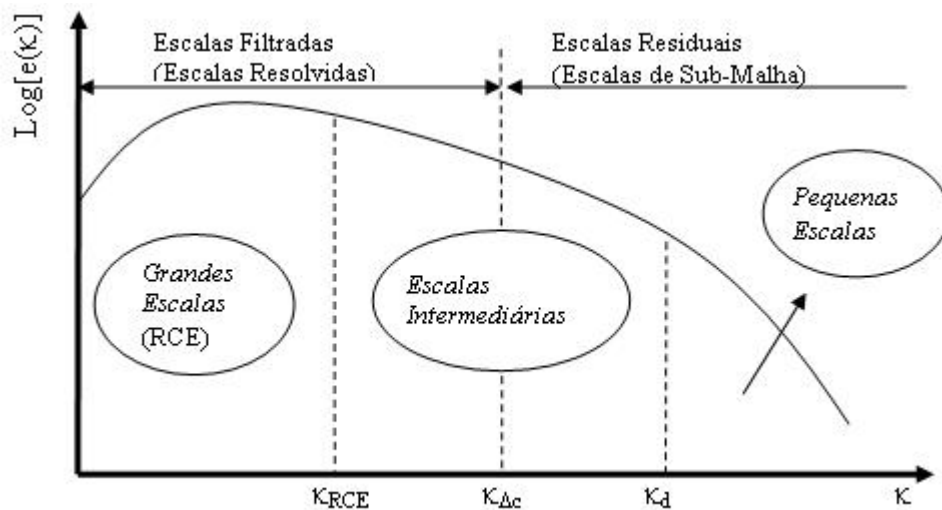 Log[e(κ)]
Escalas Filtradas
(Escalas Resolvidas)
Escalas Residuais
(Escalas de Sub-Malha)
Pequenas
Escalas
Grandes
Escalas
(RCE)
Escalas
Intermediárias
κRCE
κΔc
κd
κ